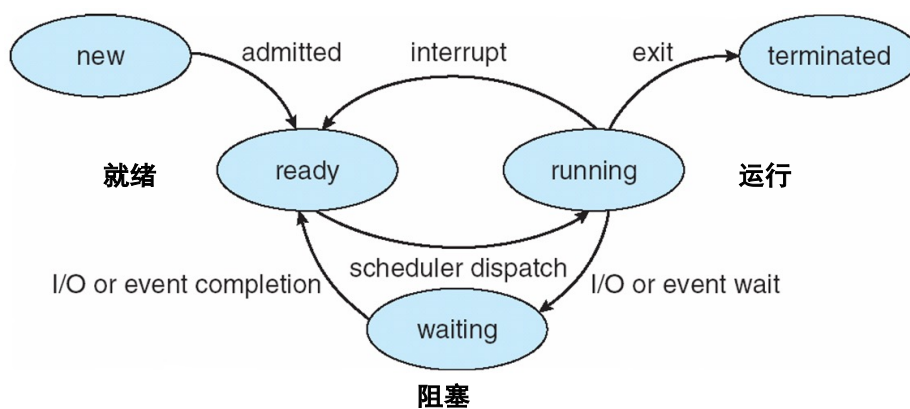 new
admitted
interrupt
exit
terminated
就绪
ready
running
运行
I/O or event completion
scheduler dispatch
I/O or event wait
waiting
阻塞